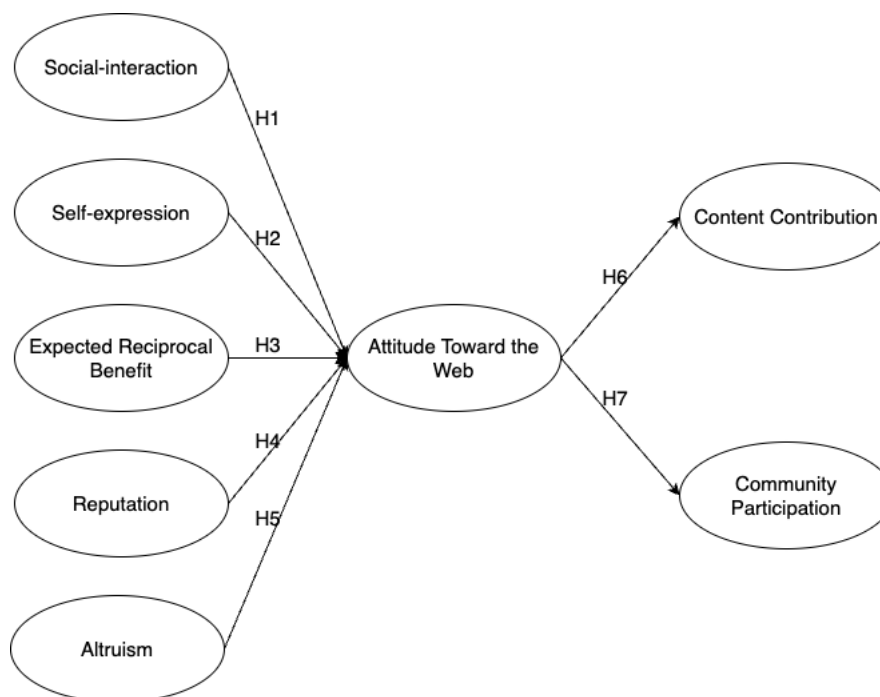 Social-interaction
H1
Self-expression
H2
Expected Reciprocal
Benefit
H3
Reputation
H4
Altruism
H5
Attitude Toward the
Web
H6
Content Contribution
H7
Community
Participation